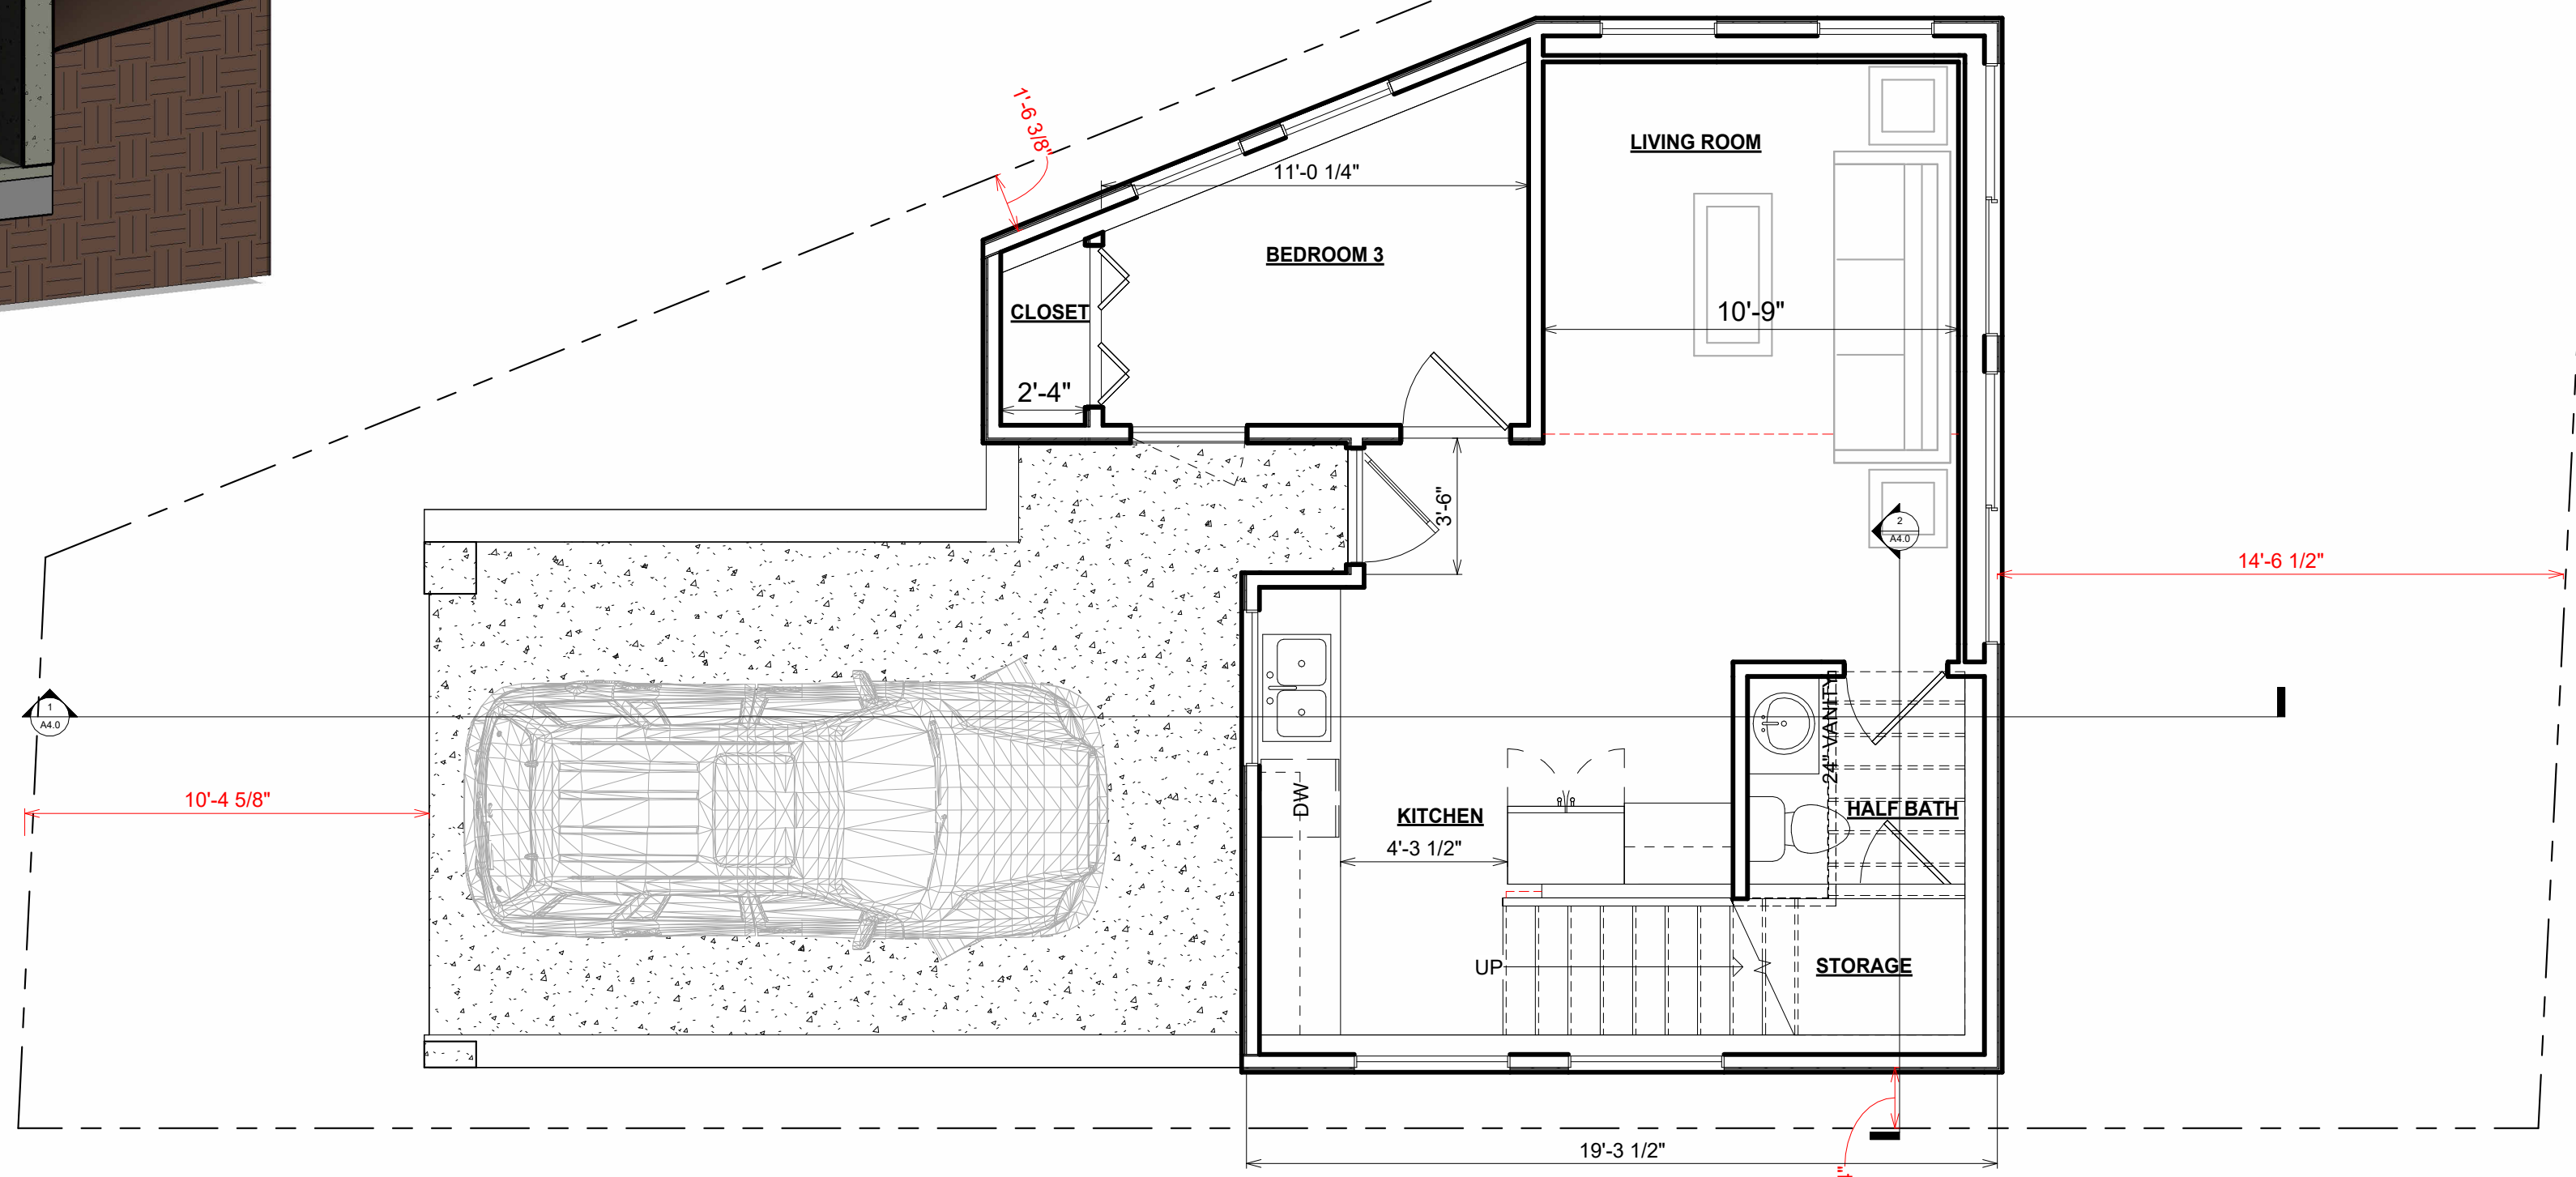 1'-6 3/8"
LIVING ROOM
11'-0 1/4"
BEDROOM 3
CLOSET
10'-9"
2'-4"
3'-6"
2
A4.0
14'-6 1/2"
1
A4.0
24" VANITY
10'-4 5/8"
DW
KITCHEN
HALF BATH
4'-3 1/2"
UP
STORAGE
19'-3 1/2"